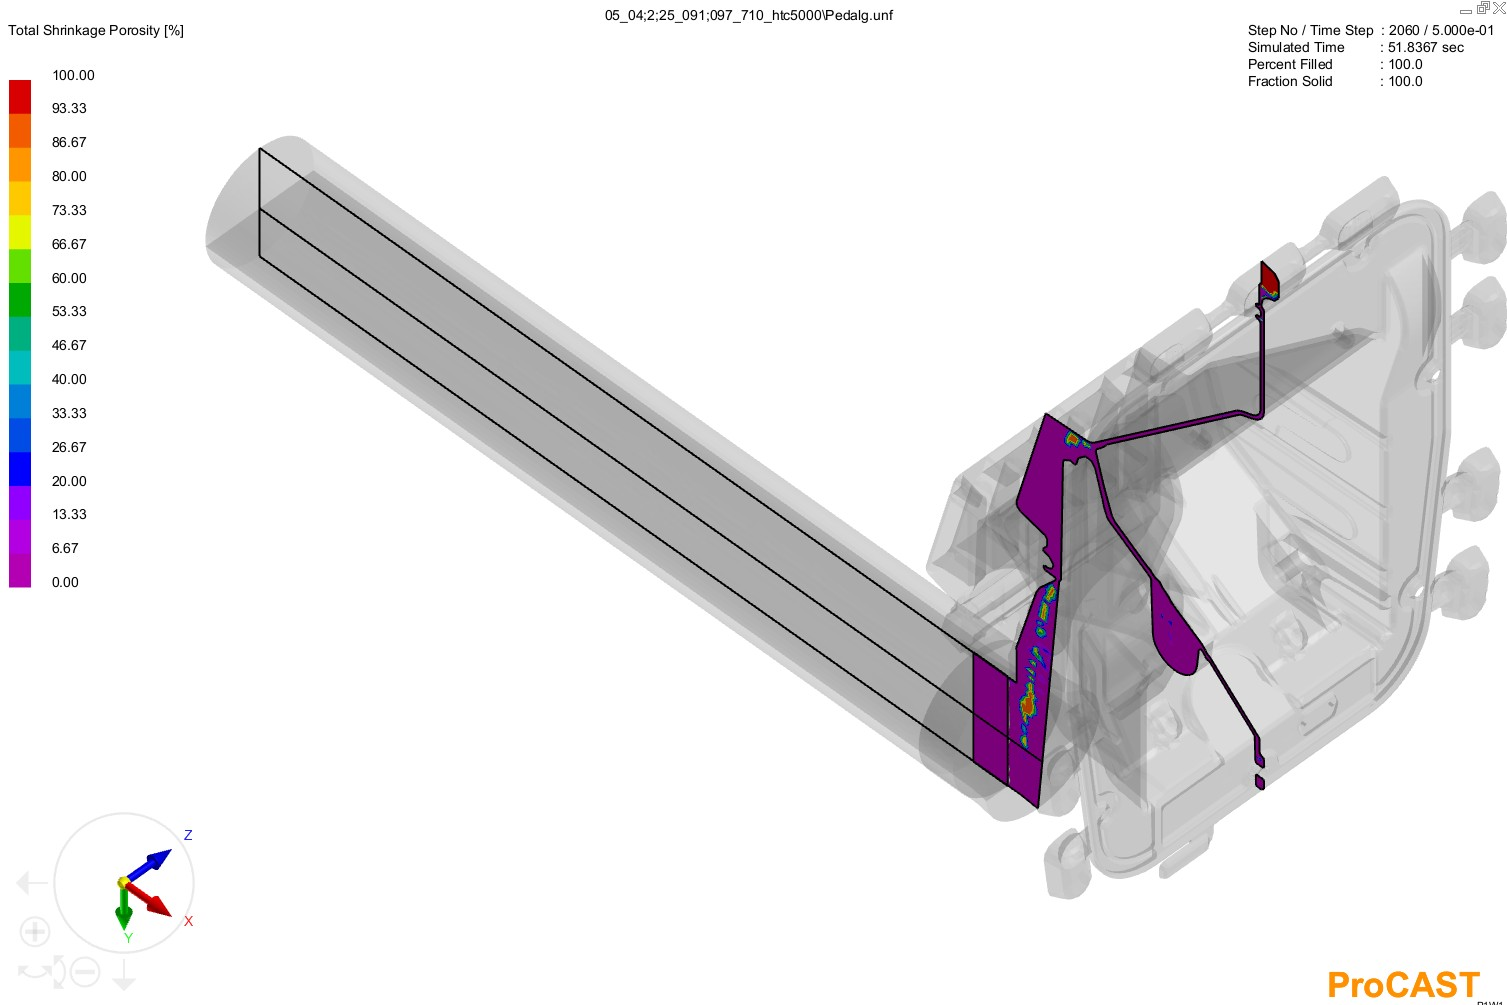 05_04;2;25_091;097_710_htc5000\Pedalg.unf
Total Shrinkage Porosity [%]
Step No / Time Step : 2060 / 5.000e-01
Simulated Time : 51.8367 sec
Percent Filled : 100.0
Fraction Solid : 100.0
100.00
93.33
86.67
80.00
73.33
66.67
60.00
53.33
46.67
40.00
33.33
26.67
20.00
13.33
6.67
0.00
Z
X
Y
ProCAST